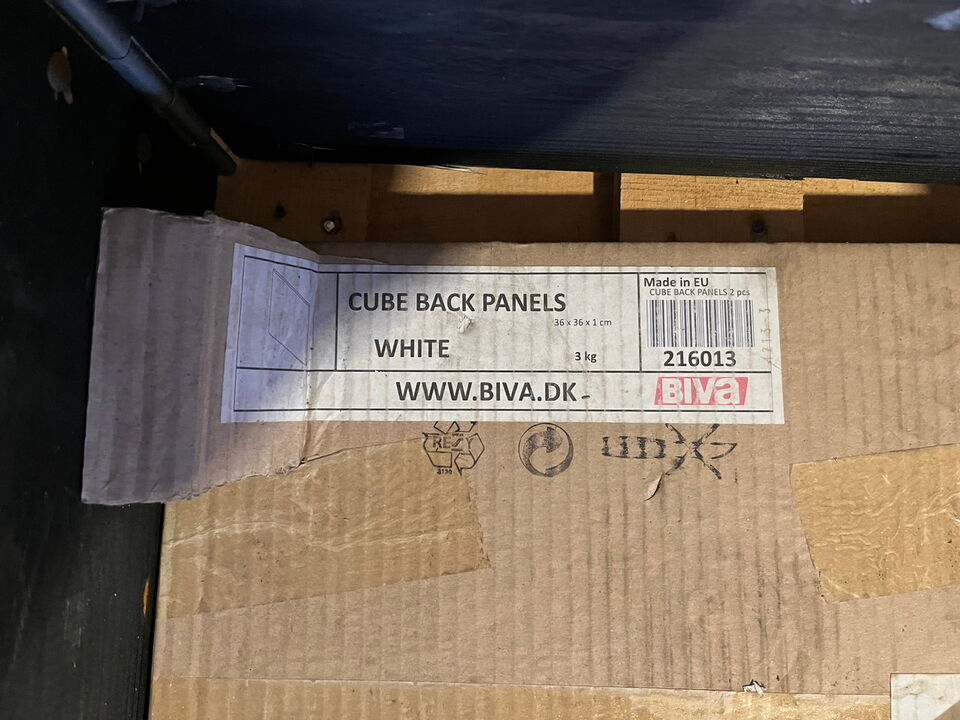 CUBE BACK PANELS
36 x 36 x 1 cm
WHITE
3 kg
WWW.BIVA.DK
Made in EU
CUBE BACK PANELS 2 pcs
216013
BIVa
RESY